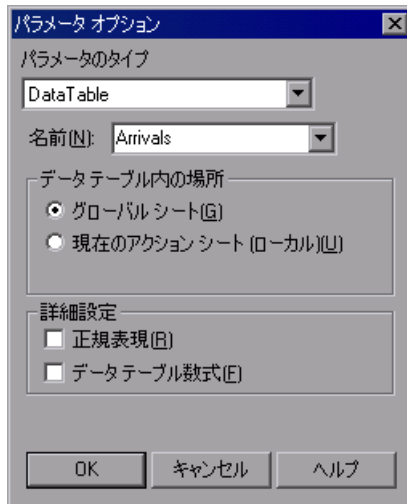 パラメータ オプション
パラメータのタイプ
DataTable
名前(N): Arrivals
データ テーブル内の場所
グローバル シート(G)
現在のアクション シート (ローカル)(U)
詳細設定
正規表現(R)
データ テーブル数式(F)
OK キャンセル ヘルプ